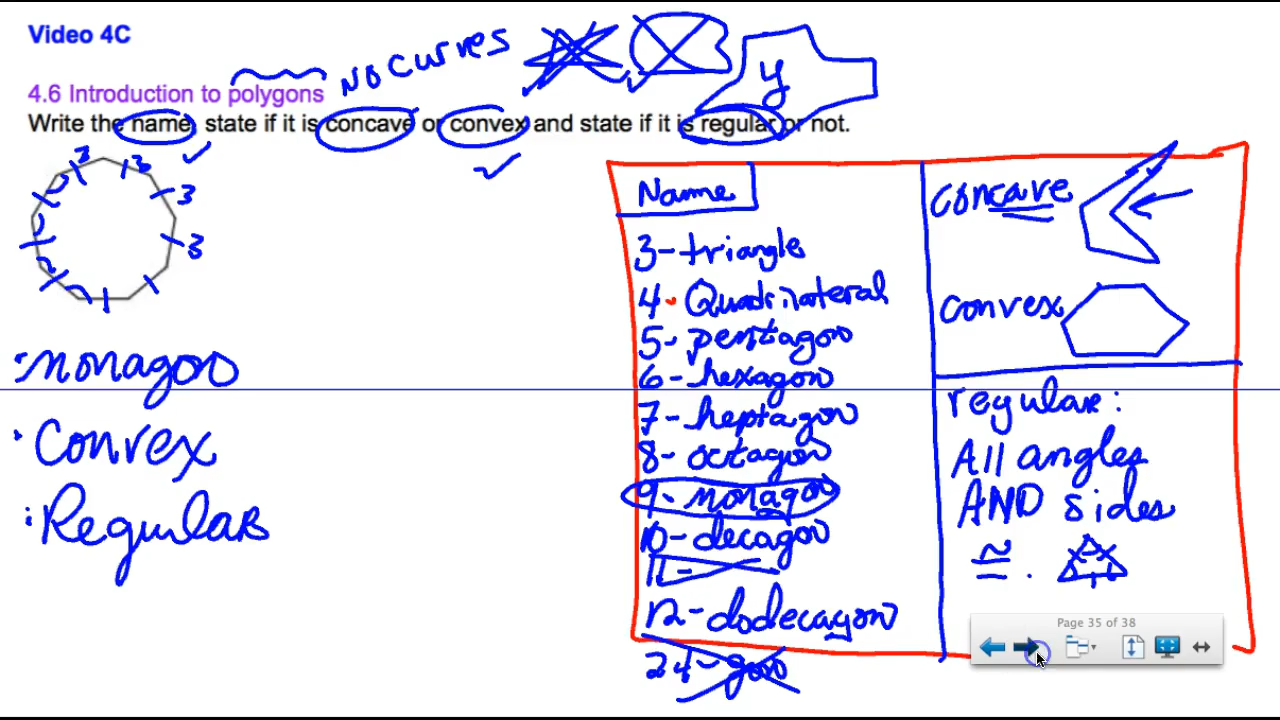 Video 4C
NO CURVES
y
4.6 Introduction to polygons
Write the name, state if it is concave or convex and state if it is regular or not.
3 3
3
3
Name
3-triangle
4-Quadrilateral
5-pentagon
6-hexagon
7-heptagon
8-octagon
9-nonagon
10-decagon
11-
12-dodecagon
24-gon
concave
convex
regular:
All angles
AND sides
≅.
•nonagon
•Convex
Regular
Page 35 of 38